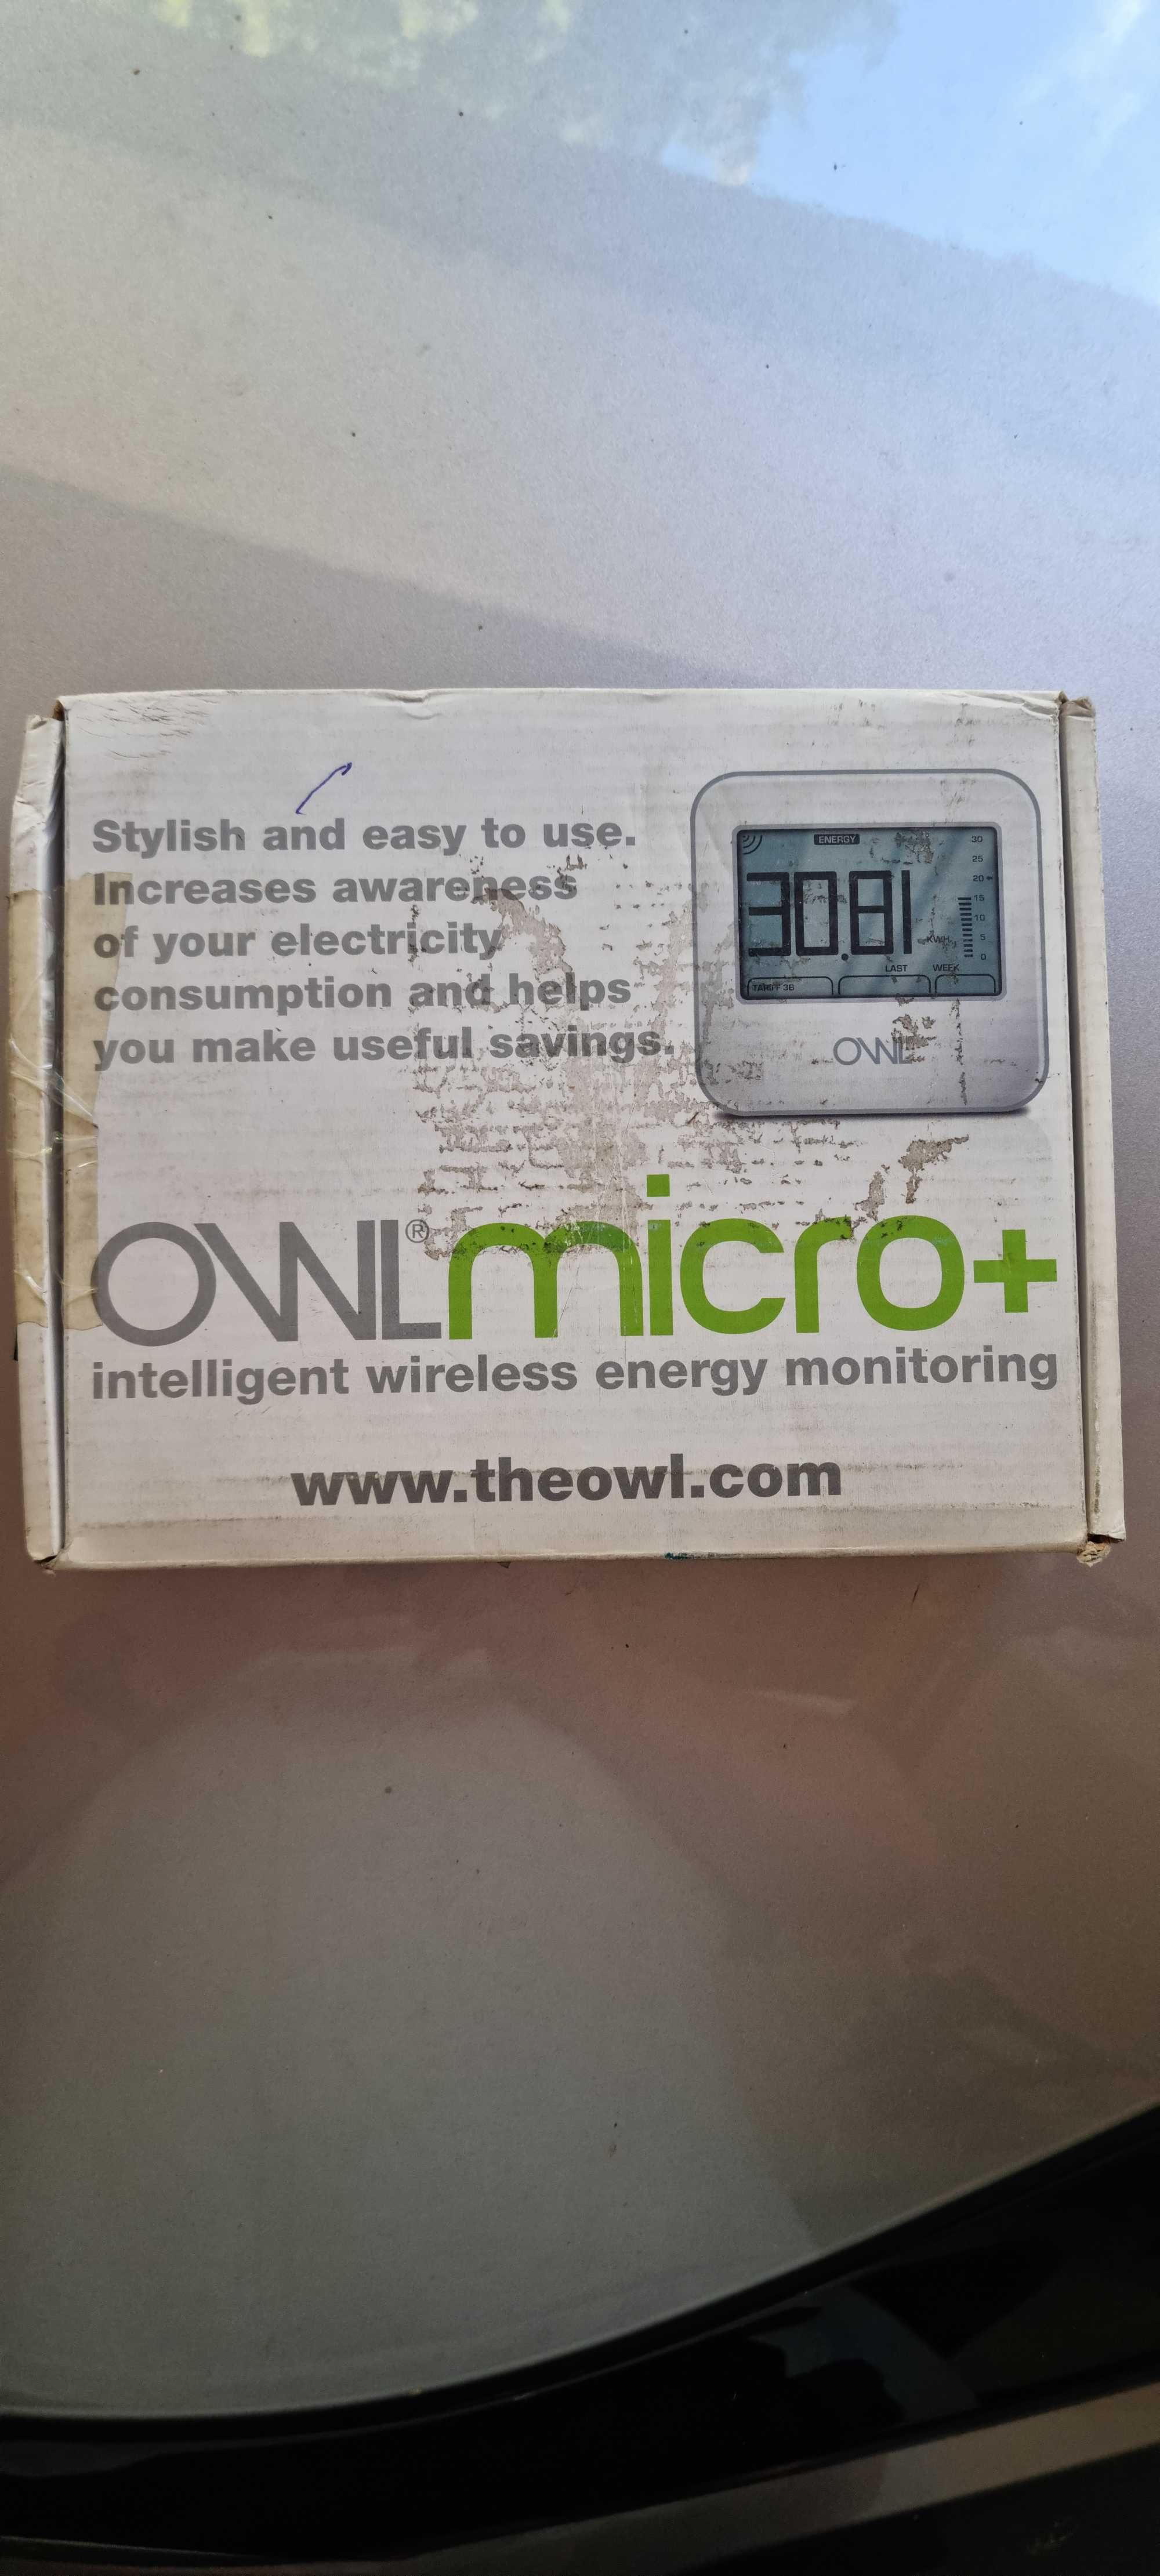 Stylish and easy to use.
Increases awareness
of your electricity
consumption and helps
you make useful savings.
ENERGY
30
25
20
15
10
5
0
30.81
KWH
LAST WEEK
TARIFF 3B
OWL
OWL® micro+
intelligent wireless energy monitoring
www.theowl.com